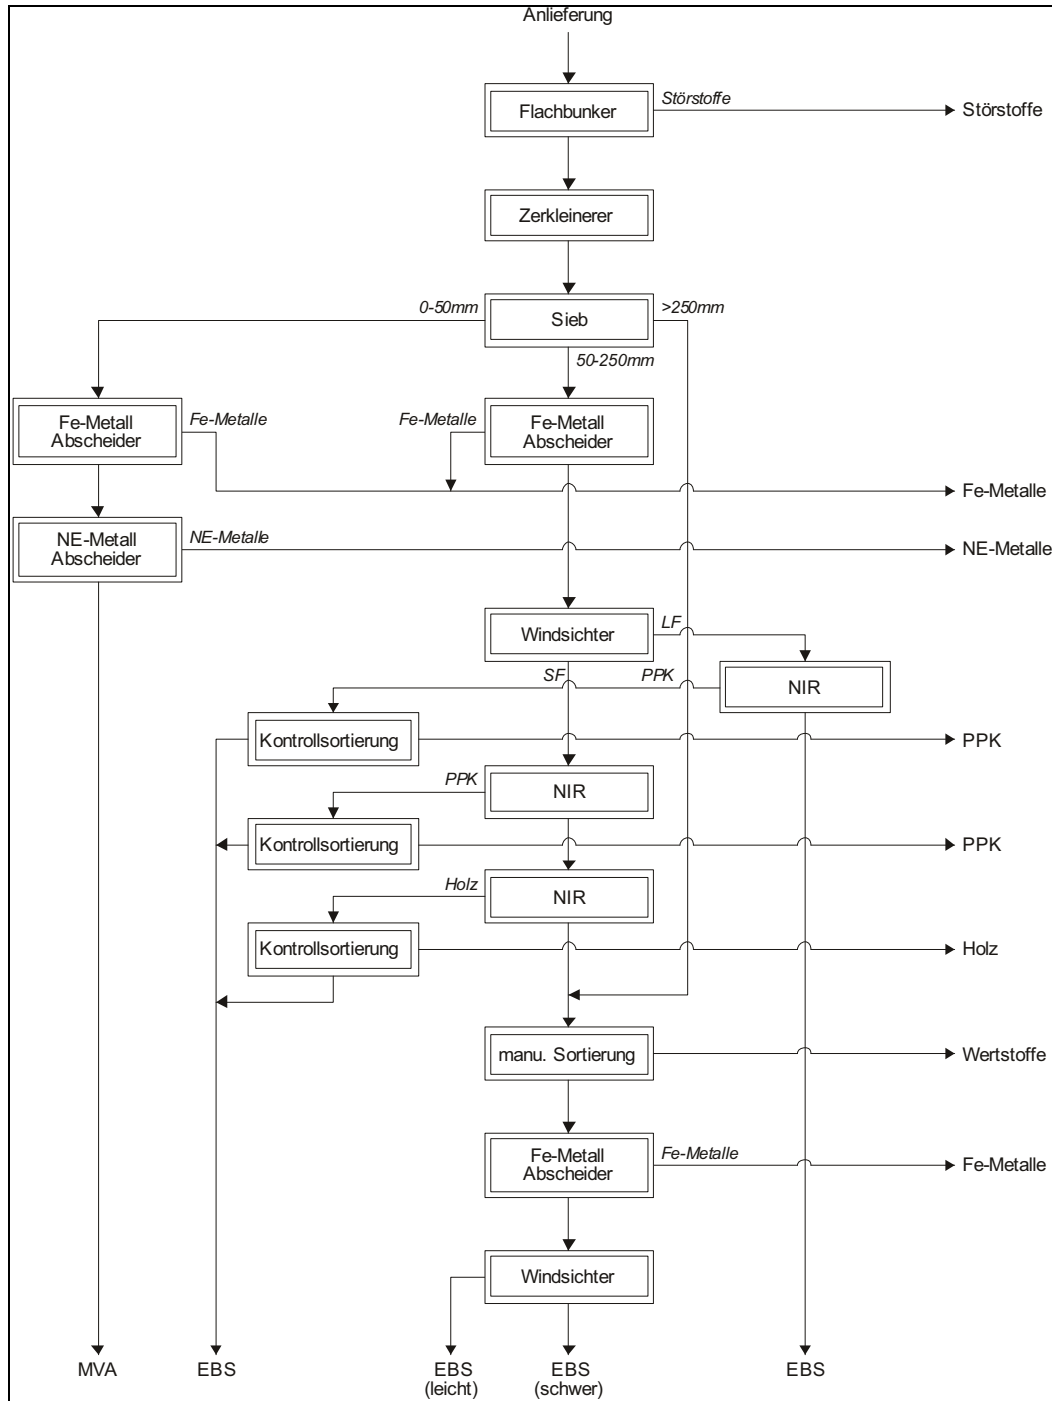 Anlieferung
Störstoffe
Flachbunker
Störstoffe
Zerkleinerer
0-50mm
Sieb
>250mm
50-250mm
Fe-Metall
Abscheider
Fe-Metalle
Fe-Metalle
Fe-Metall
Abscheider
Fe-Metalle
NE-Metall
Abscheider
NE-Metalle
NE-Metalle
Windsichter
LF
SF
PPK
NIR
Kontrollsortierung
PPK
PPK
NIR
Kontrollsortierung
PPK
Holz
NIR
Kontrollsortierung
Holz
manu. Sortierung
Wertstoffe
Fe-Metall
Abscheider
Fe-Metalle
Fe-Metalle
Windsichter
MVA
EBS
EBS
(leicht)
EBS
(schwer)
EBS